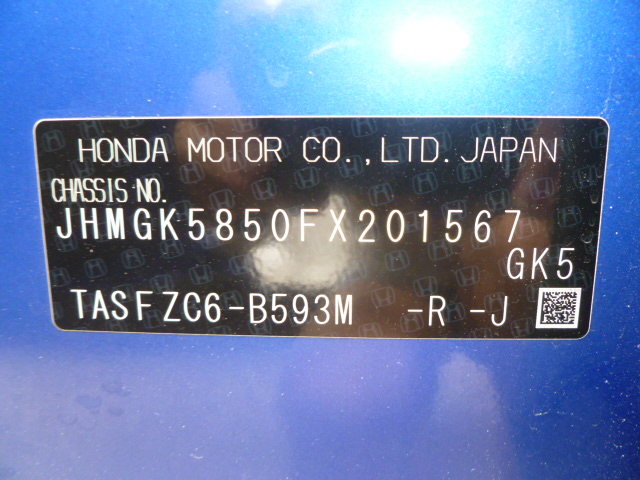 HONDA MOTOR CO.,LTD. JAPAN
CHASSIS NO.
JHMGK5850FX201567
GK5
TASFZC6-B593M -R -J